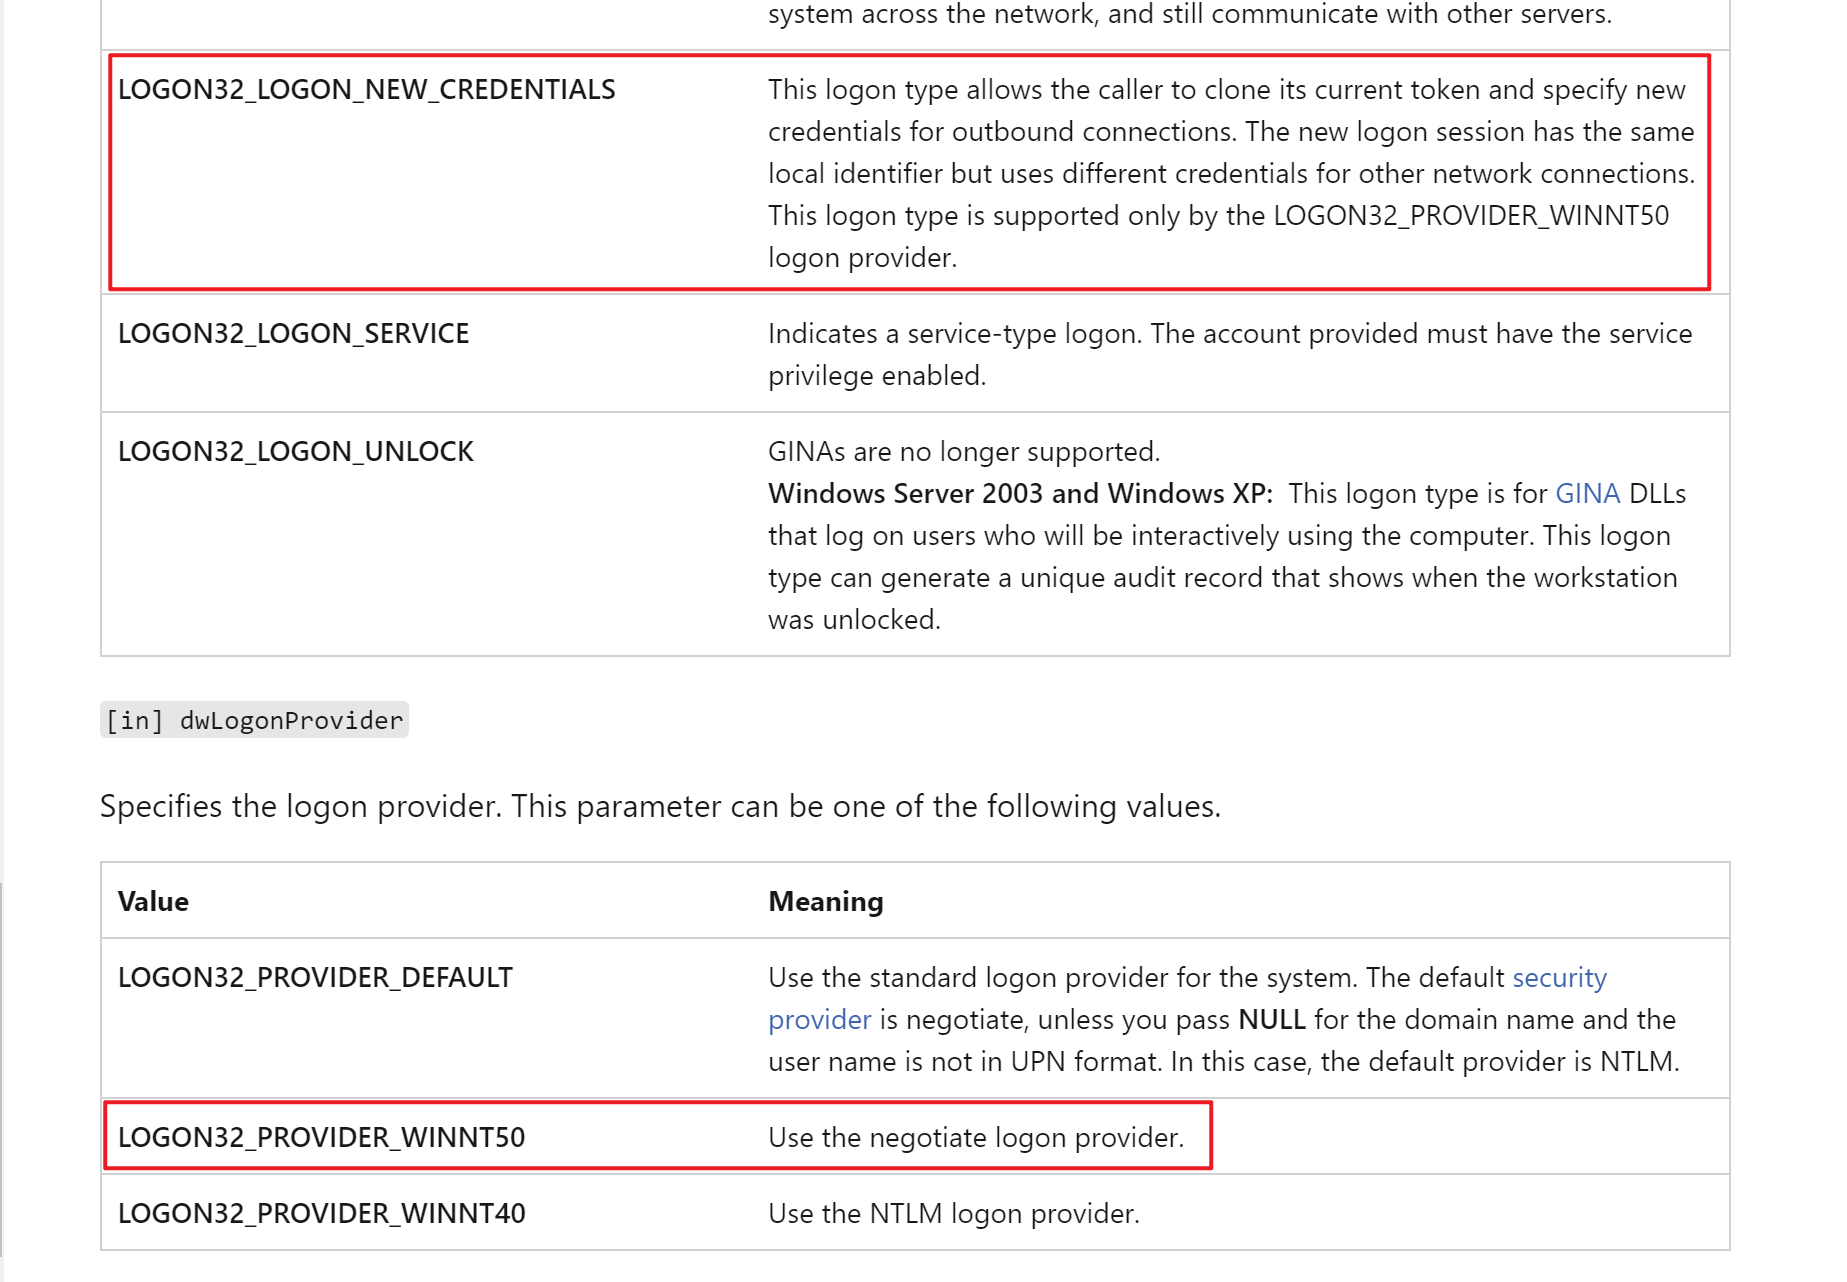 system across the network, and still communicate with other servers.
LOGON32_LOGON_NEW_CREDENTIALS
This logon type allows the caller to clone its current token and specify new
credentials for outbound connections. The new logon session has the same
local identifier but uses different credentials for other network connections.
This logon type is supported only by the LOGON32_PROVIDER_WINNT50
logon provider.
LOGON32_LOGON_SERVICE
Indicates a service-type logon. The account provided must have the service
privilege enabled.
LOGON32_LOGON_UNLOCK
GINAs are no longer supported.
Windows Server 2003 and Windows XP: This logon type is for GINA DLLs
that log on users who will be interactively using the computer. This logon
type can generate a unique audit record that shows when the workstation
was unlocked.
[in] dwLogonProvider
Specifies the logon provider. This parameter can be one of the following values.
Value
Meaning
LOGON32_PROVIDER_DEFAULT
Use the standard logon provider for the system. The default security
provider is negotiate, unless you pass NULL for the domain name and the
user name is not in UPN format. In this case, the default provider is NTLM.
LOGON32_PROVIDER_WINNT50
Use the negotiate logon provider.
LOGON32_PROVIDER_WINNT40
Use the NTLM logon provider.